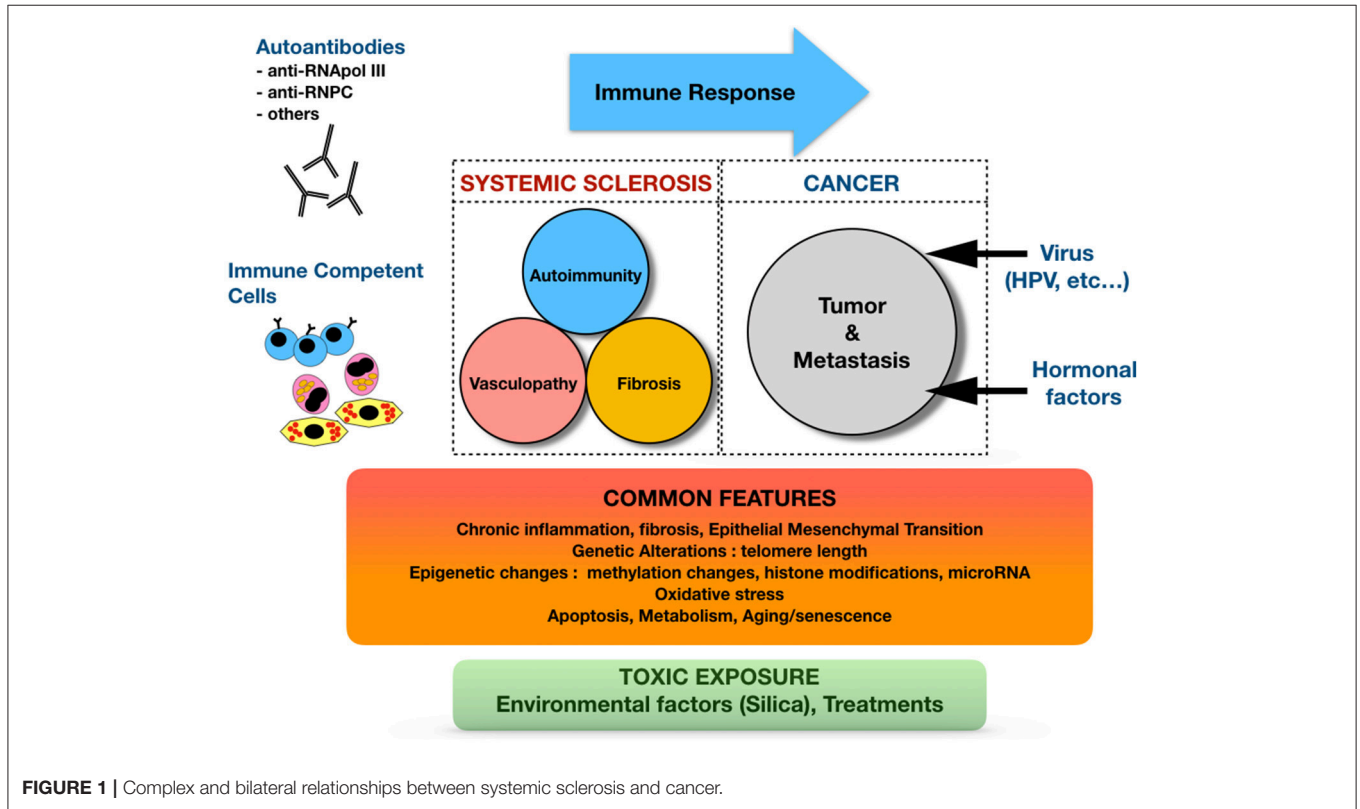 Autoantibodies
- anti-RNApol III
- anti-RNPC
- others
Immune Response
SYSTEMIC SCLEROSIS
CANCER
Autoimmunity
Vasculopathy
Fibrosis
Tumor
&
Metastasis
Virus
(HPV, etc...)
Hormonal
factors
Immune Competent
Cells
COMMON FEATURES
Chronic inflammation, fibrosis, Epithelial Mesenchymal Transition
Genetic Alterations : telomere length
Epigenetic changes :  methylation changes, histone modifications, microRNA
Oxidative stress
Apoptosis, Metabolism, Aging/senescence
TOXIC EXPOSURE
Environmental factors (Silica), Treatments
FIGURE 1 | Complex and bilateral relationships between systemic sclerosis and cancer.